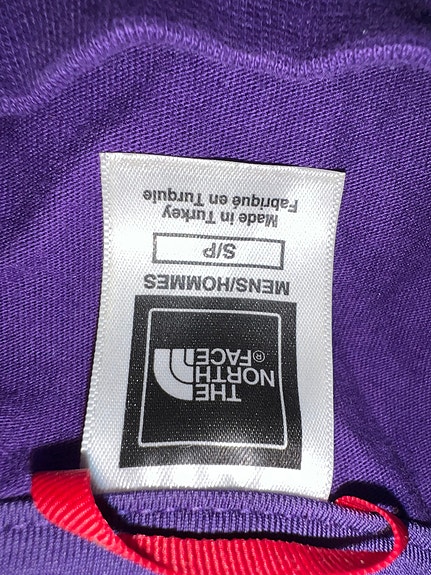 THE
NORTH
FACE®
MENS/HOMMES
S/P
Made in Turkey
Fabriqué en Turquie